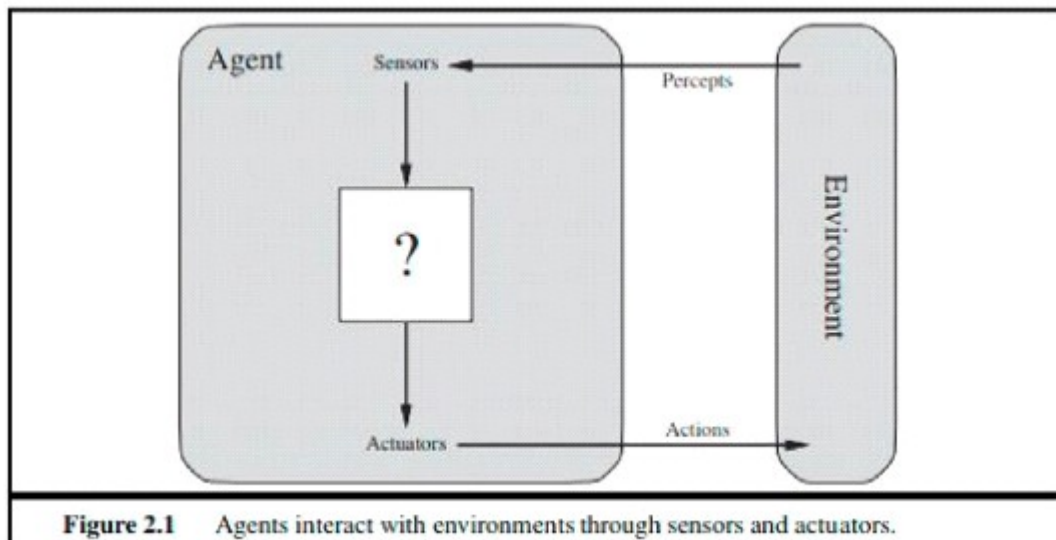 Agent
Sensors
Percepts
?
Environment
Actuators
Actions
Figure 2.1 Agents interact with environments through sensors and actuators.